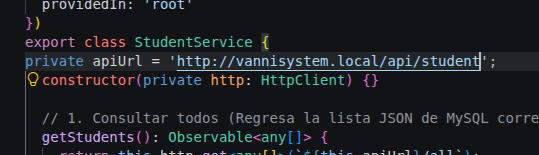 providedIn: 'root'
})
export class StudentService {
private apiUrl = 'http://vannisystem.local/api/student';
constructor(private http: HttpClient) {}
// 1. Consultar todos (Regresa la lista JSON de MySQL corre
getStudents(): Observable<any[]> {
return this.http.get<any[]>(`${this.apiUrl}/all`);